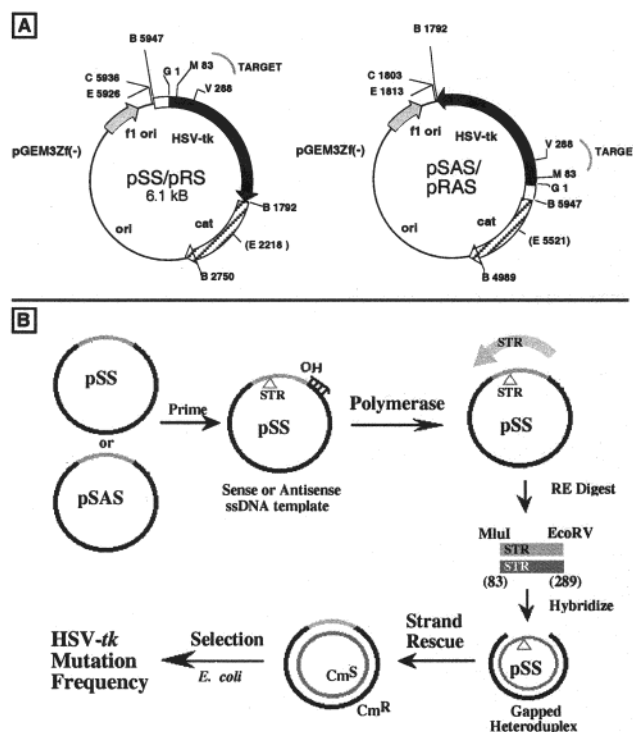 A
B 5947
C 5936
E 5926
G 1
M 83
TARGET
V 288
f1 ori
HSV-tk
pGEM3Zf(-)
pSS/pRS
6.1 kB
ori
cat
B 1792
(E 2218)
B 2750
B 1792
C 1803
E 1813
f1 ori
HSV-tk
pGEM3Zf(-)
V 288
TARGE
M 83
G 1
B 5947
pSAS/
pRAS
ori
cat
(E 5521)
B 4989
B
pSS
or
pSAS
Prime
OH
STR
pSS
Sense or Antisense
ssDNA template
Polymerase
STR
STR
pSS
RE Digest
MluI EcoRV
STR
STR
(83) (289)
Hybridize
pSS
Gapped
Heteroduplex
Strand
Rescue
CmS
CmR
Selection
E. coli
HSV-tk
Mutation
Frequency